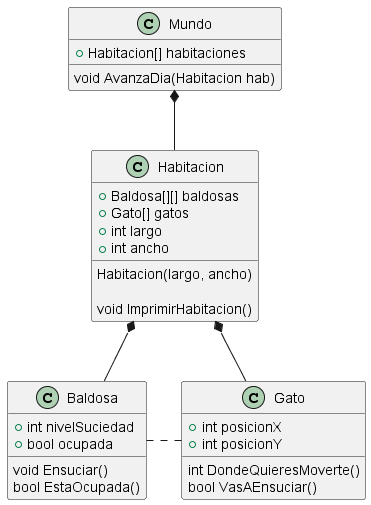 C Mundo
Habitacion[] habitaciones
void AvanzaDia(Habitacion hab)
C Habitacion
Baldosa[][] baldosas
Gato[] gatos
int largo
int ancho
Habitacion(largo, ancho)
void ImprimirHabitacion()
C Baldosa
int nivelSuciedad
bool ocupada
void Ensuciar()
bool EstaOcupada()
C Gato
int posicionX
int posicionY
int DondeQuieresMoverte()
bool VasAEnsuciar()